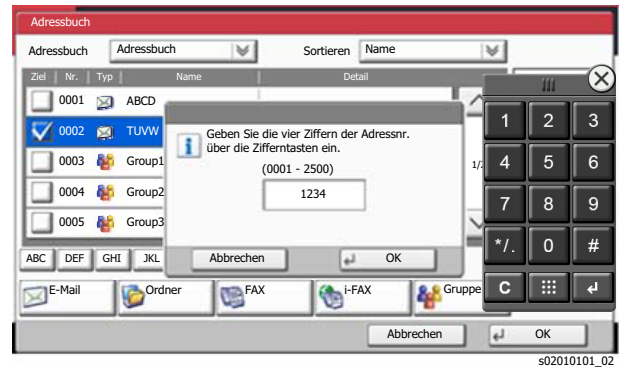 Adressbuch
Adressbuch Adressbuch Sortieren Name
Ziel Nr. Typ Name Detail
0001 ABCD
0002 TUVW
0003 Group1
0004 Group2
0005 Group3
Geben Sie die vier Ziffern der Adressnr.
über die Zifferntasten ein.
(0001 - 2500)
1234
Abbrechen OK
1 2 3
4 5 6
7 8 9
*/. 0 #
C
ABC DEF GHI JKL
E-Mail Ordner FAX i-FAX Gruppe
Abbrechen OK
s02010101_02